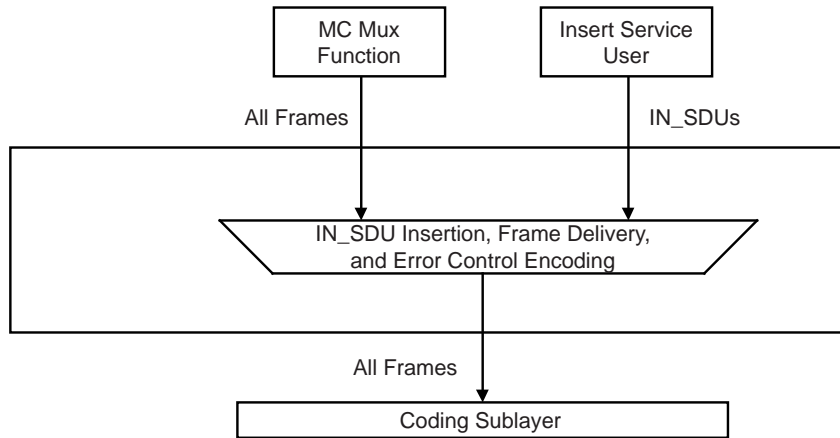 MC Mux
Function
Insert Service
User
All Frames
IN_SDUs
IN_SDU Insertion, Frame Delivery,
and Error Control Encoding
All Frames
Coding Sublayer